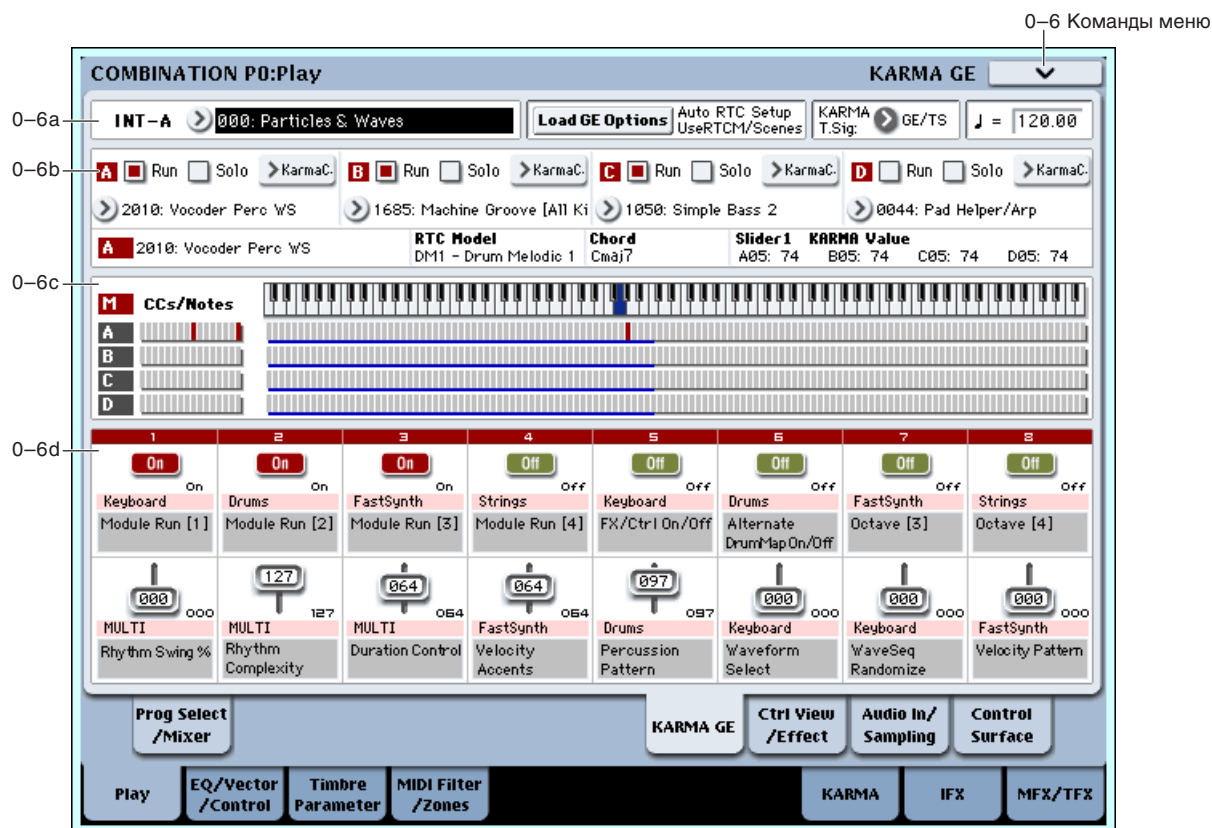 0–6 Команды меню
COMBINATION P0:Play
KARMA GE
0–6a
INT-A
000: Particles & Waves
Load GE Options
Auto RTC Setup
UseRTCM/Scenes
KARMA
T.Sig:
GE/TS
♩ = 120.00
0–6b
A Run Solo >KarmaC.
B Run Solo >KarmaC.
C Run Solo >KarmaC.
D Run Solo >KarmaC.
2010: Vocoder Perc WS
1685: Machine Groove [All Ki
1050: Simple Bass 2
0044: Pad Helper/Arp
A 2010: Vocoder Perc WS
RTC Model
DM1 - Drum Melodic 1
Chord
Cmaj7
Slider1 KARMA Value
A05: 74 B05: 74 C05: 74 D05: 74
0–6c
M CCs/Notes
A
B
C
D
0–6d
1 2 3 4 5 6 7 8
On On On Off Off Off Off Off
On On On Off Off Off Off Off
Keyboard Drums FastSynth Strings Keyboard Drums FastSynth Strings
Module Run [1]
Module Run [2]
Module Run [3]
Module Run [4]
FX/Ctrl On/Off
Alternate
DrumMap On/Off
Octave [3]
Octave [4]
000 127 064 064 097 000 000 000
000 127 064 064 097 000 000 000
MULTI MULTI MULTI FastSynth Drums Keyboard Keyboard FastSynth
Rhythm Swing %
Rhythm
Complexity
Duration Control
Velocity
Accents
Percussion
Pattern
Waveform
Select
WaveSeq
Randomize
Velocity Pattern
Prog Select
/Mixer
KARMA GE
Ctrl View
/Effect
Audio In/
Sampling
Control
Surface
Play
EQ/Vector
/Control
Timbre
Parameter
MIDI Filter
/Zones
KARMA
IFX
MFX/TFX